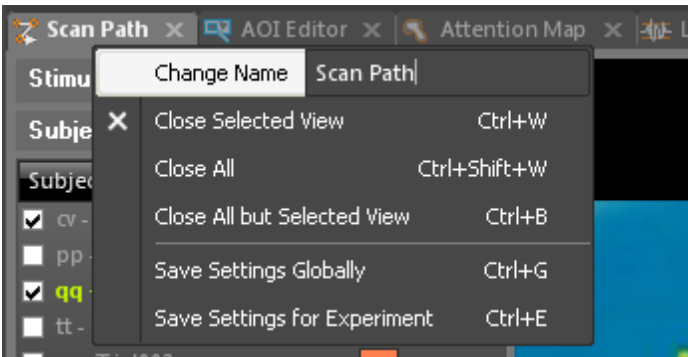 Scan Path AOI Editor Attention Map L
Stimu Change Name Scan Path
Subje Close Selected View Ctrl+W
Subje Close All Ctrl+Shift+W
cv - Close All but Selected View Ctrl+B
pp -
qq - Save Settings Globally Ctrl+G
tt - Save Settings for Experiment Ctrl+E